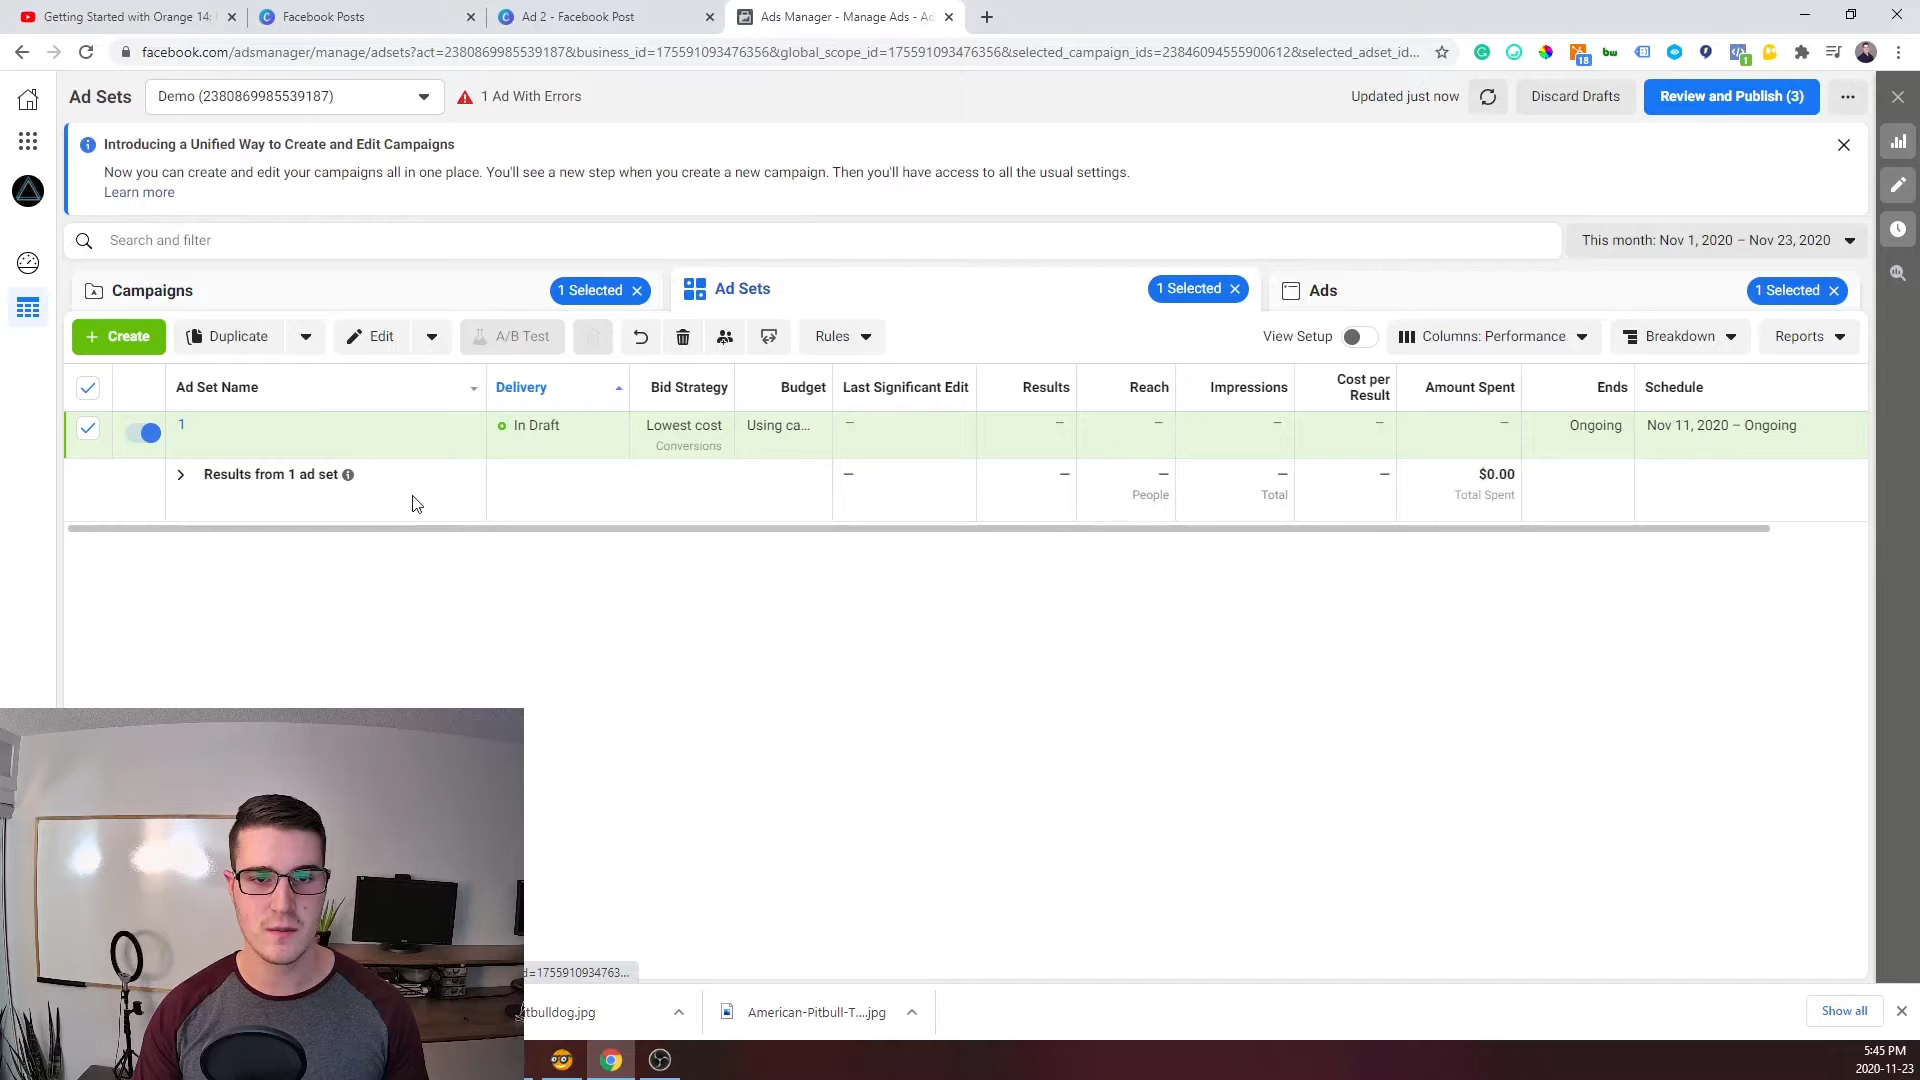 Getting Started with Orange 14:
Facebook Posts
Ad 2 - Facebook Post
Ads Manager - Manage Ads - Ad
facebook.com/adsmanager/manage/adsets?act=2380869985539187&business_id=175591093476356&global_scope_id=175591093476356&selected_campaign_ids=23846094555900612&selected_adset_id...
18
bw
1
Ad Sets
Demo (2380869985539187)
1 Ad With Errors
Updated just now
Discard Drafts
Review and Publish (3)
Introducing a Unified Way to Create and Edit Campaigns
Now you can create and edit your campaigns all in one place. You'll see a new step when you create a new campaign. Then you'll have access to all the usual settings.
Learn more
Search and filter
This month: Nov 1, 2020 – Nov 23, 2020
Campaigns
1 Selected
Ad Sets
1 Selected
Ads
1 Selected
+ Create
Duplicate
Edit
A/B Test
Rules
View Setup
Columns: Performance
Breakdown
Reports
Ad Set Name
Delivery
Bid Strategy
Budget
Last Significant Edit
Results
Reach
Impressions
Cost per
Result
Amount Spent
Ends
Schedule
1
In Draft
Lowest cost
Conversions
Using ca...
—
—
—
—
—
—
Ongoing
Nov 11, 2020 – Ongoing
Results from 1 ad set
—
—
—
People
—
Total
—
$0.00
Total Spent
d=1755910934763...
tbulldog.jpg
American-Pitbull-T....jpg
Show all
5:45 PM
2020-11-23